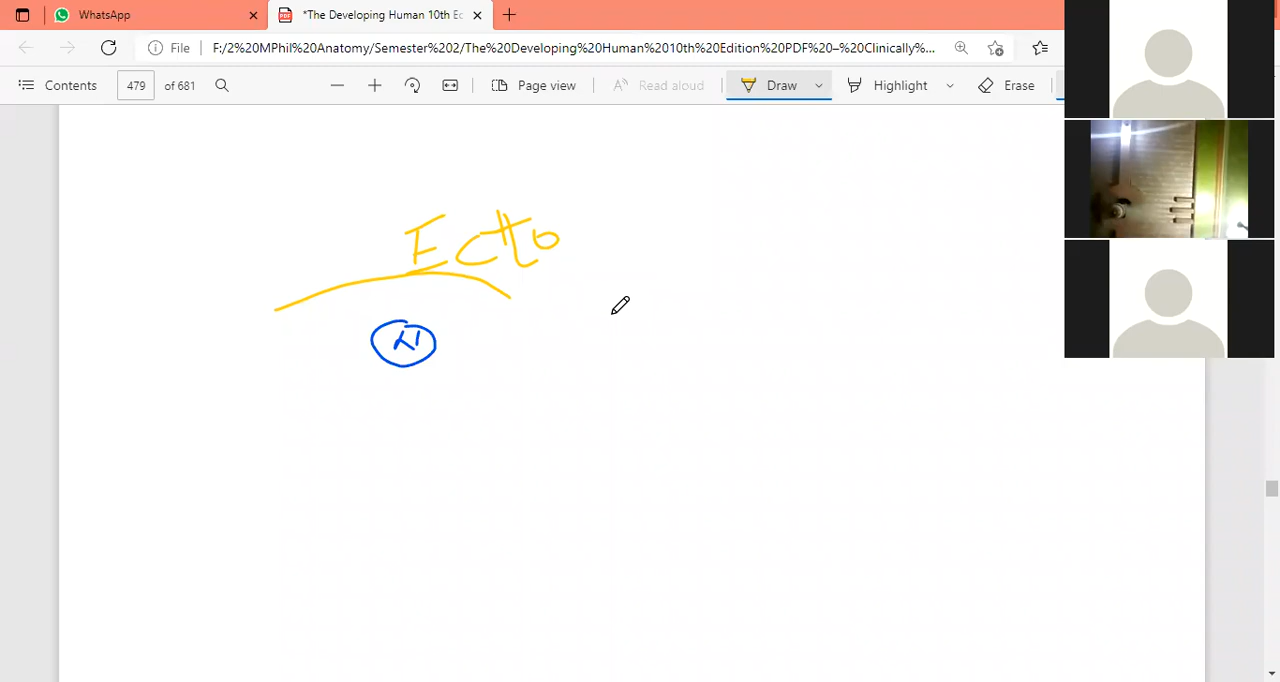 WhatsApp
*The Developing Human 10th Ec
File
F:/2%20MPhil%20Anatomy/Semester%202/The%20Developing%20Human%2010th%20Edition%20PDF%20–%20Clinically%...
Contents
479 of 681
Page view
Read aloud
Draw
Highlight
Erase
Ecto